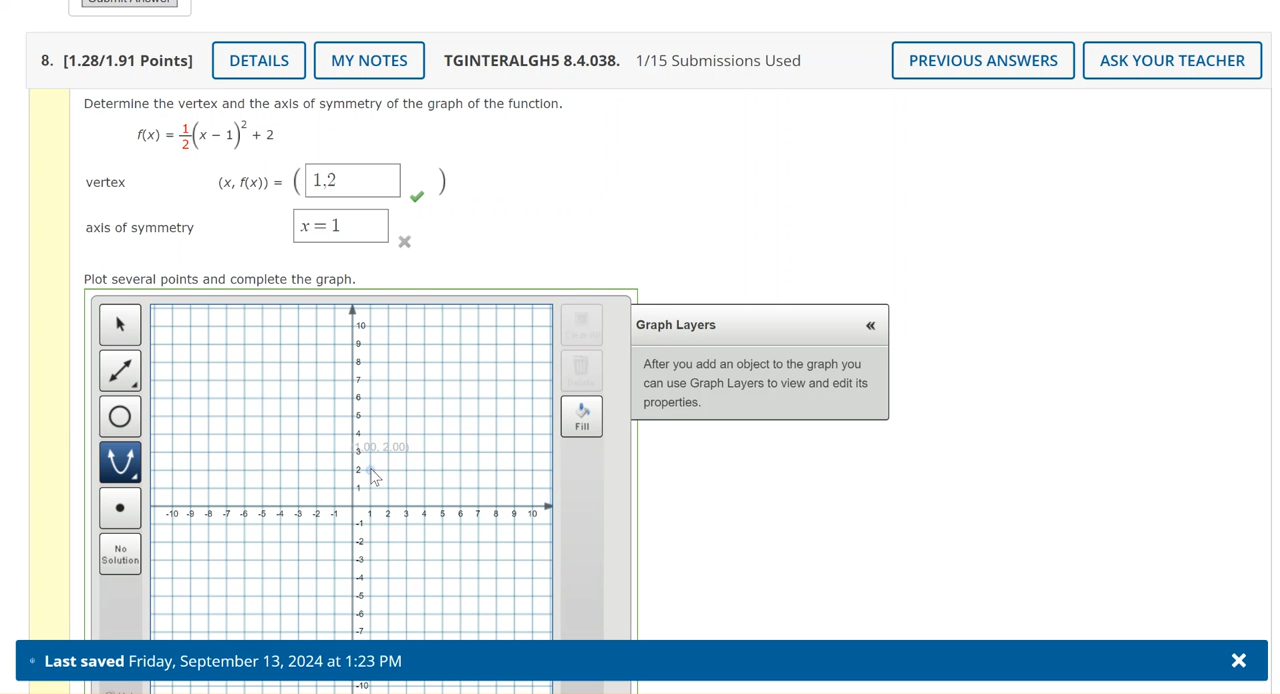 Submit Answer
8. [1.28/1.91 Points] DETAILS MY NOTES TGINTERALGH5 8.4.038. 1/15 Submissions Used PREVIOUS ANSWERS ASK YOUR TEACHER
Determine the vertex and the axis of symmetry of the graph of the function.
f(x) = 1/2(x − 1)² + 2
vertex (x, f(x)) = ( 1,2 )
axis of symmetry x = 1
Plot several points and complete the graph.
Graph Layers «
After you add an object to the graph you
can use Graph Layers to view and edit its
properties.
Fill
No
Solution
10
9
8
7
6
5
4
3
(1.00, 2.00)
2
1
-10 -9 -8 -7 -6 -5 -4 -3 -2 -1 1 2 3 4 5 6 7 8 9 10
-1
-2
-3
-4
-5
-6
-7
Last saved Friday, September 13, 2024 at 1:23 PM
-10